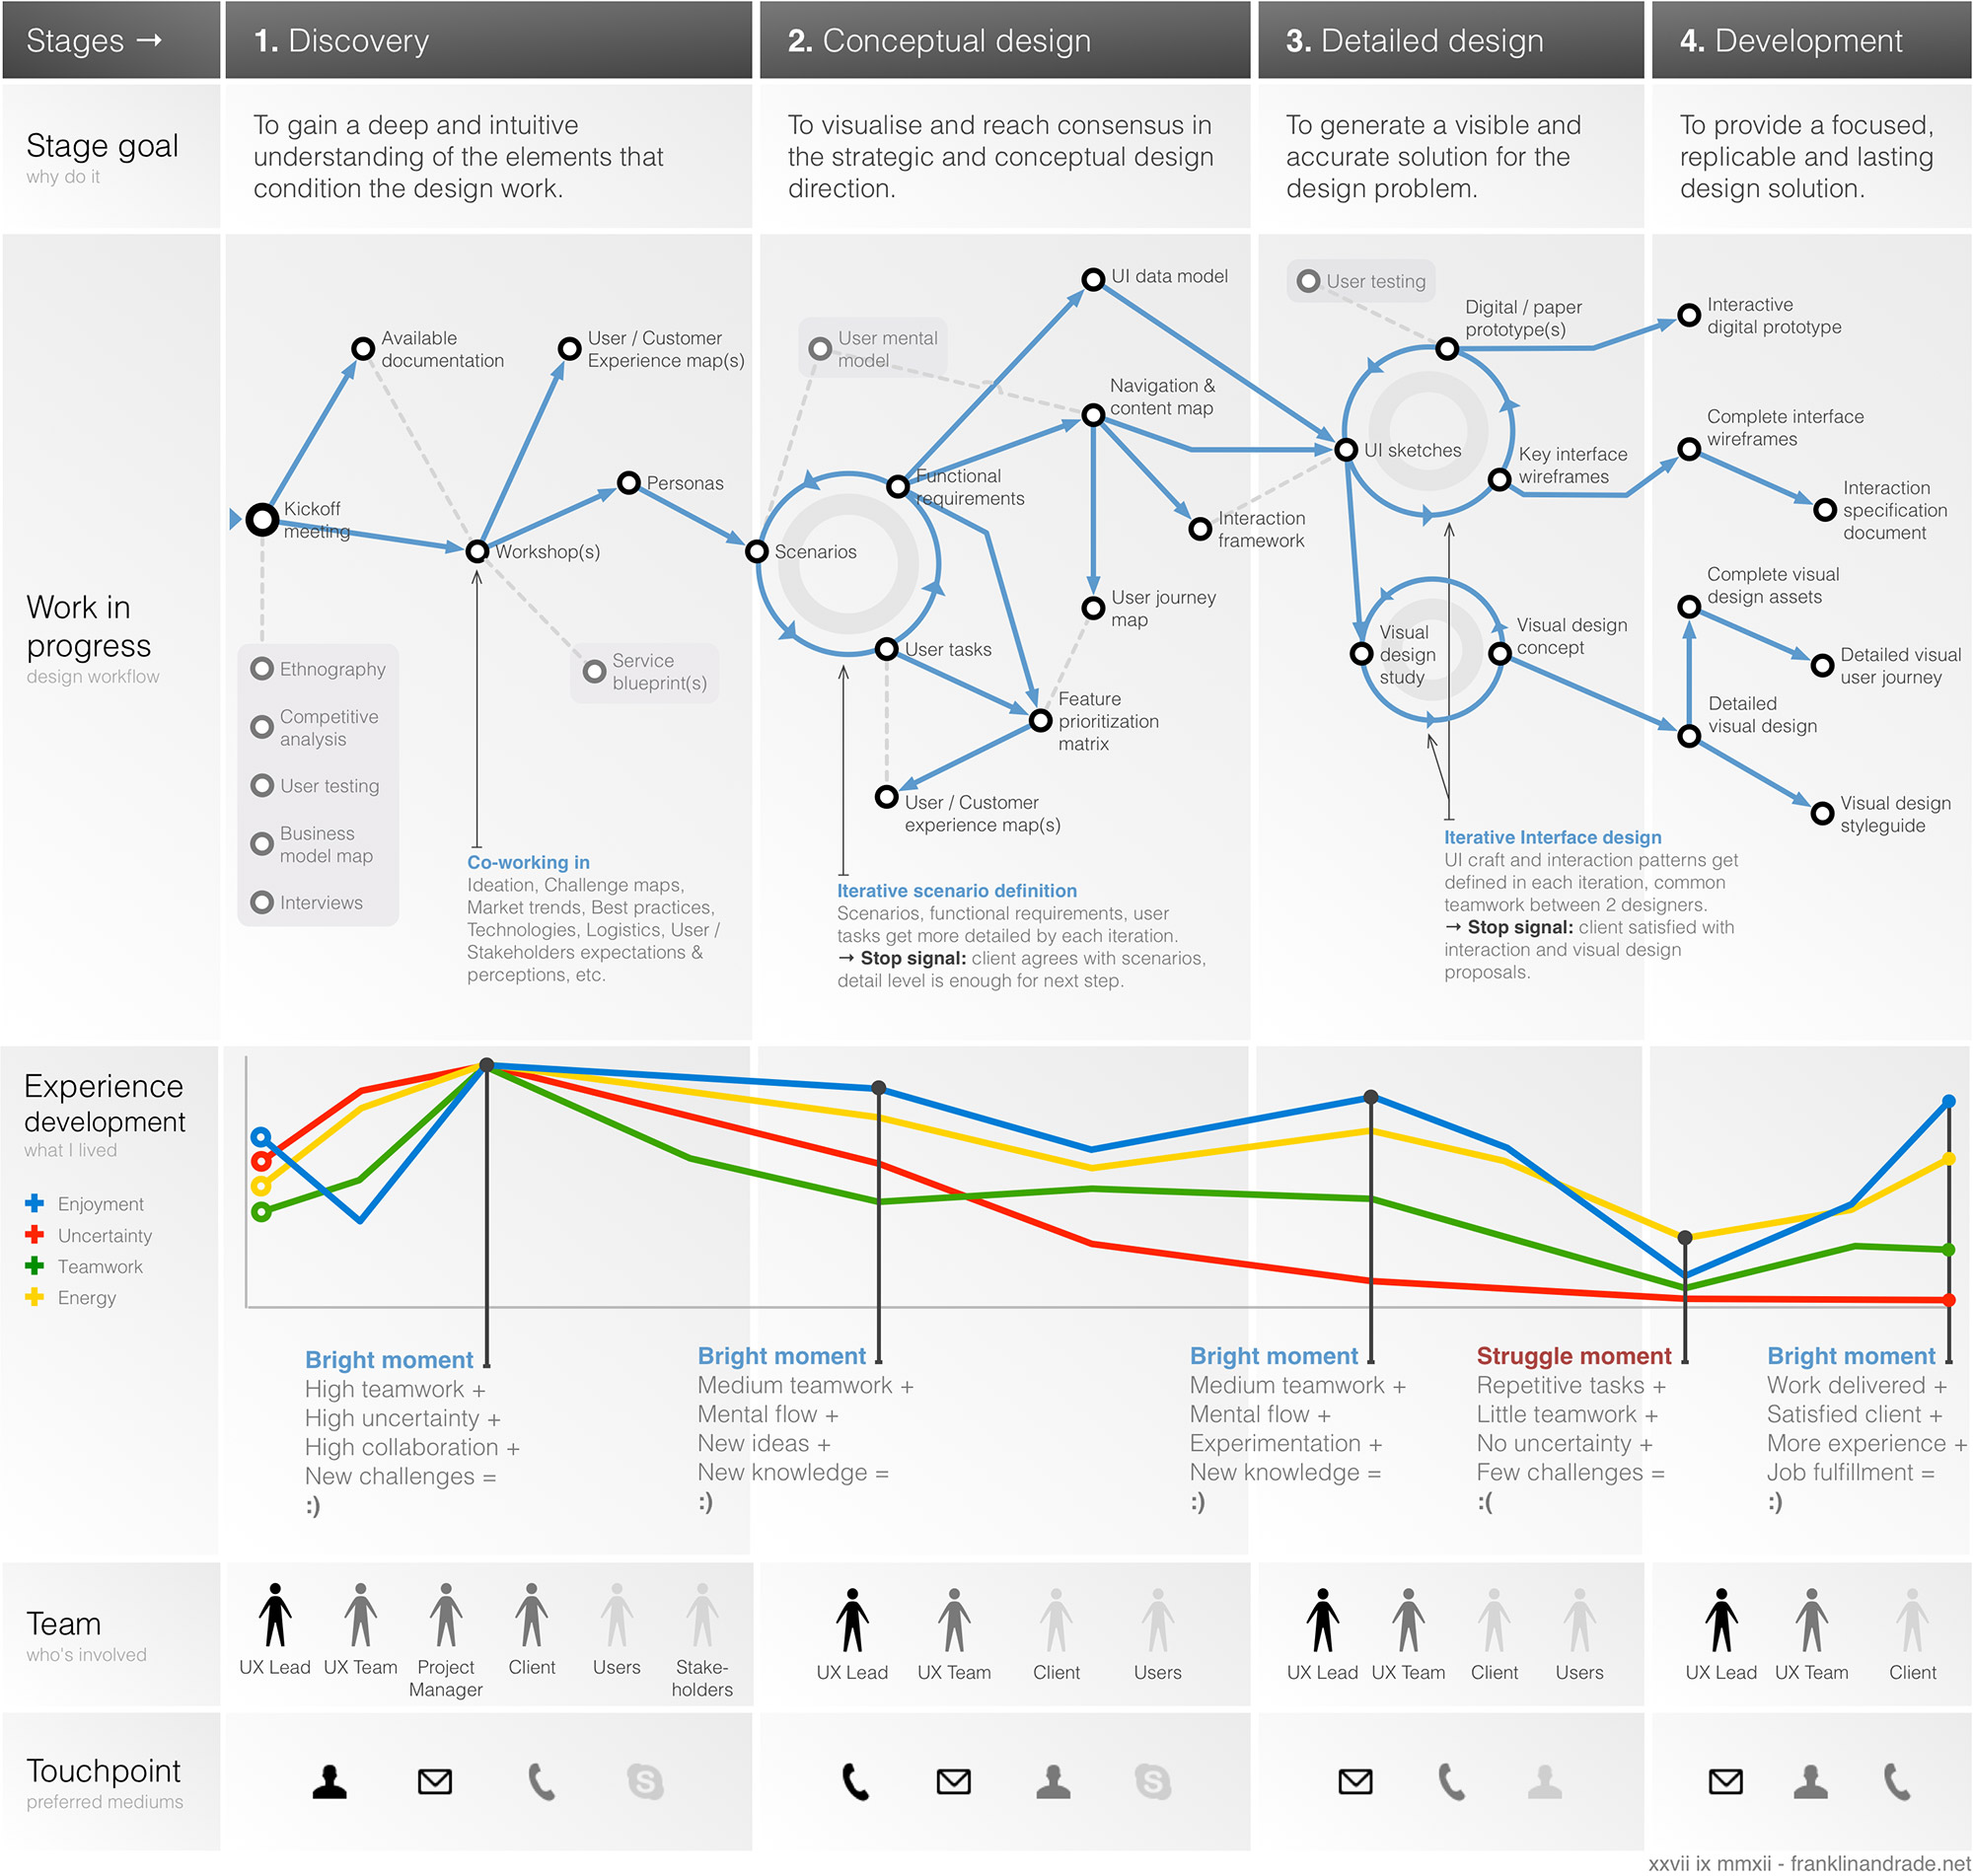 Stages →
1. Discovery
2. Conceptual design
3. Detailed design
4. Development
Stage goal
why do it
To gain a deep and intuitive
understanding of the elements that
condition the design work.
To visualise and reach consensus in
the strategic and conceptual design
direction.
To generate a visible and
accurate solution for the
design problem.
To provide a focused,
replicable and lasting
design solution.
Work in
progress
design workflow
Available
documentation
User / Customer
Experience map(s)
Kickoff
meeting
Personas
Workshop(s)
Ethnography
Competitive
analysis
User testing
Business
model map
Interviews
Service
blueprint(s)
Co-working in
Ideation, Challenge maps,
Market trends, Best practices,
Technologies, Logistics, User /
Stakeholders expectations &
perceptions, etc.
UI data model
User mental
model
Navigation &
content map
Functional
requirements
Scenarios
Interaction
framework
User journey
map
User tasks
Feature
prioritization
matrix
User / Customer
experience map(s)
Iterative scenario definition
Scenarios, functional requirements, user
tasks get more detailed by each iteration.
→ Stop signal: client agrees with scenarios,
detail level is enough for next step.
User testing
Digital / paper
prototype(s)
UI sketches
Key interface
wireframes
Visual
design
study
Visual design
concept
Iterative Interface design
UI craft and interaction patterns get
defined in each iteration, common
teamwork between 2 designers.
→ Stop signal: client satisfied with
interaction and visual design
proposals.
Interactive
digital prototype
Complete interface
wireframes
Interaction
specification
document
Complete visual
design assets
Detailed visual
user journey
Detailed
visual design
Visual design
styleguide
Experience
development
what I lived
Enjoyment
Uncertainty
Teamwork
Energy
Bright moment
High teamwork +
High uncertainty +
High collaboration +
New challenges =
:)
Bright moment
Medium teamwork +
Mental flow +
New ideas +
New knowledge =
:)
Bright moment
Medium teamwork +
Mental flow +
Experimentation +
New knowledge =
:)
Struggle moment
Repetitive tasks +
Little teamwork +
No uncertainty +
Few challenges =
:(
Bright moment
Work delivered +
Satisfied client +
More experience +
Job fulfillment =
:)
Team
who's involved
UX Lead
UX Team
Project
Manager
Client
Users
Stake-
holders
UX Lead
UX Team
Client
Users
UX Lead
UX Team
Client
Users
UX Lead
UX Team
Client
Touchpoint
preferred mediums
xxvii ix mmxii - franklinandrade.net